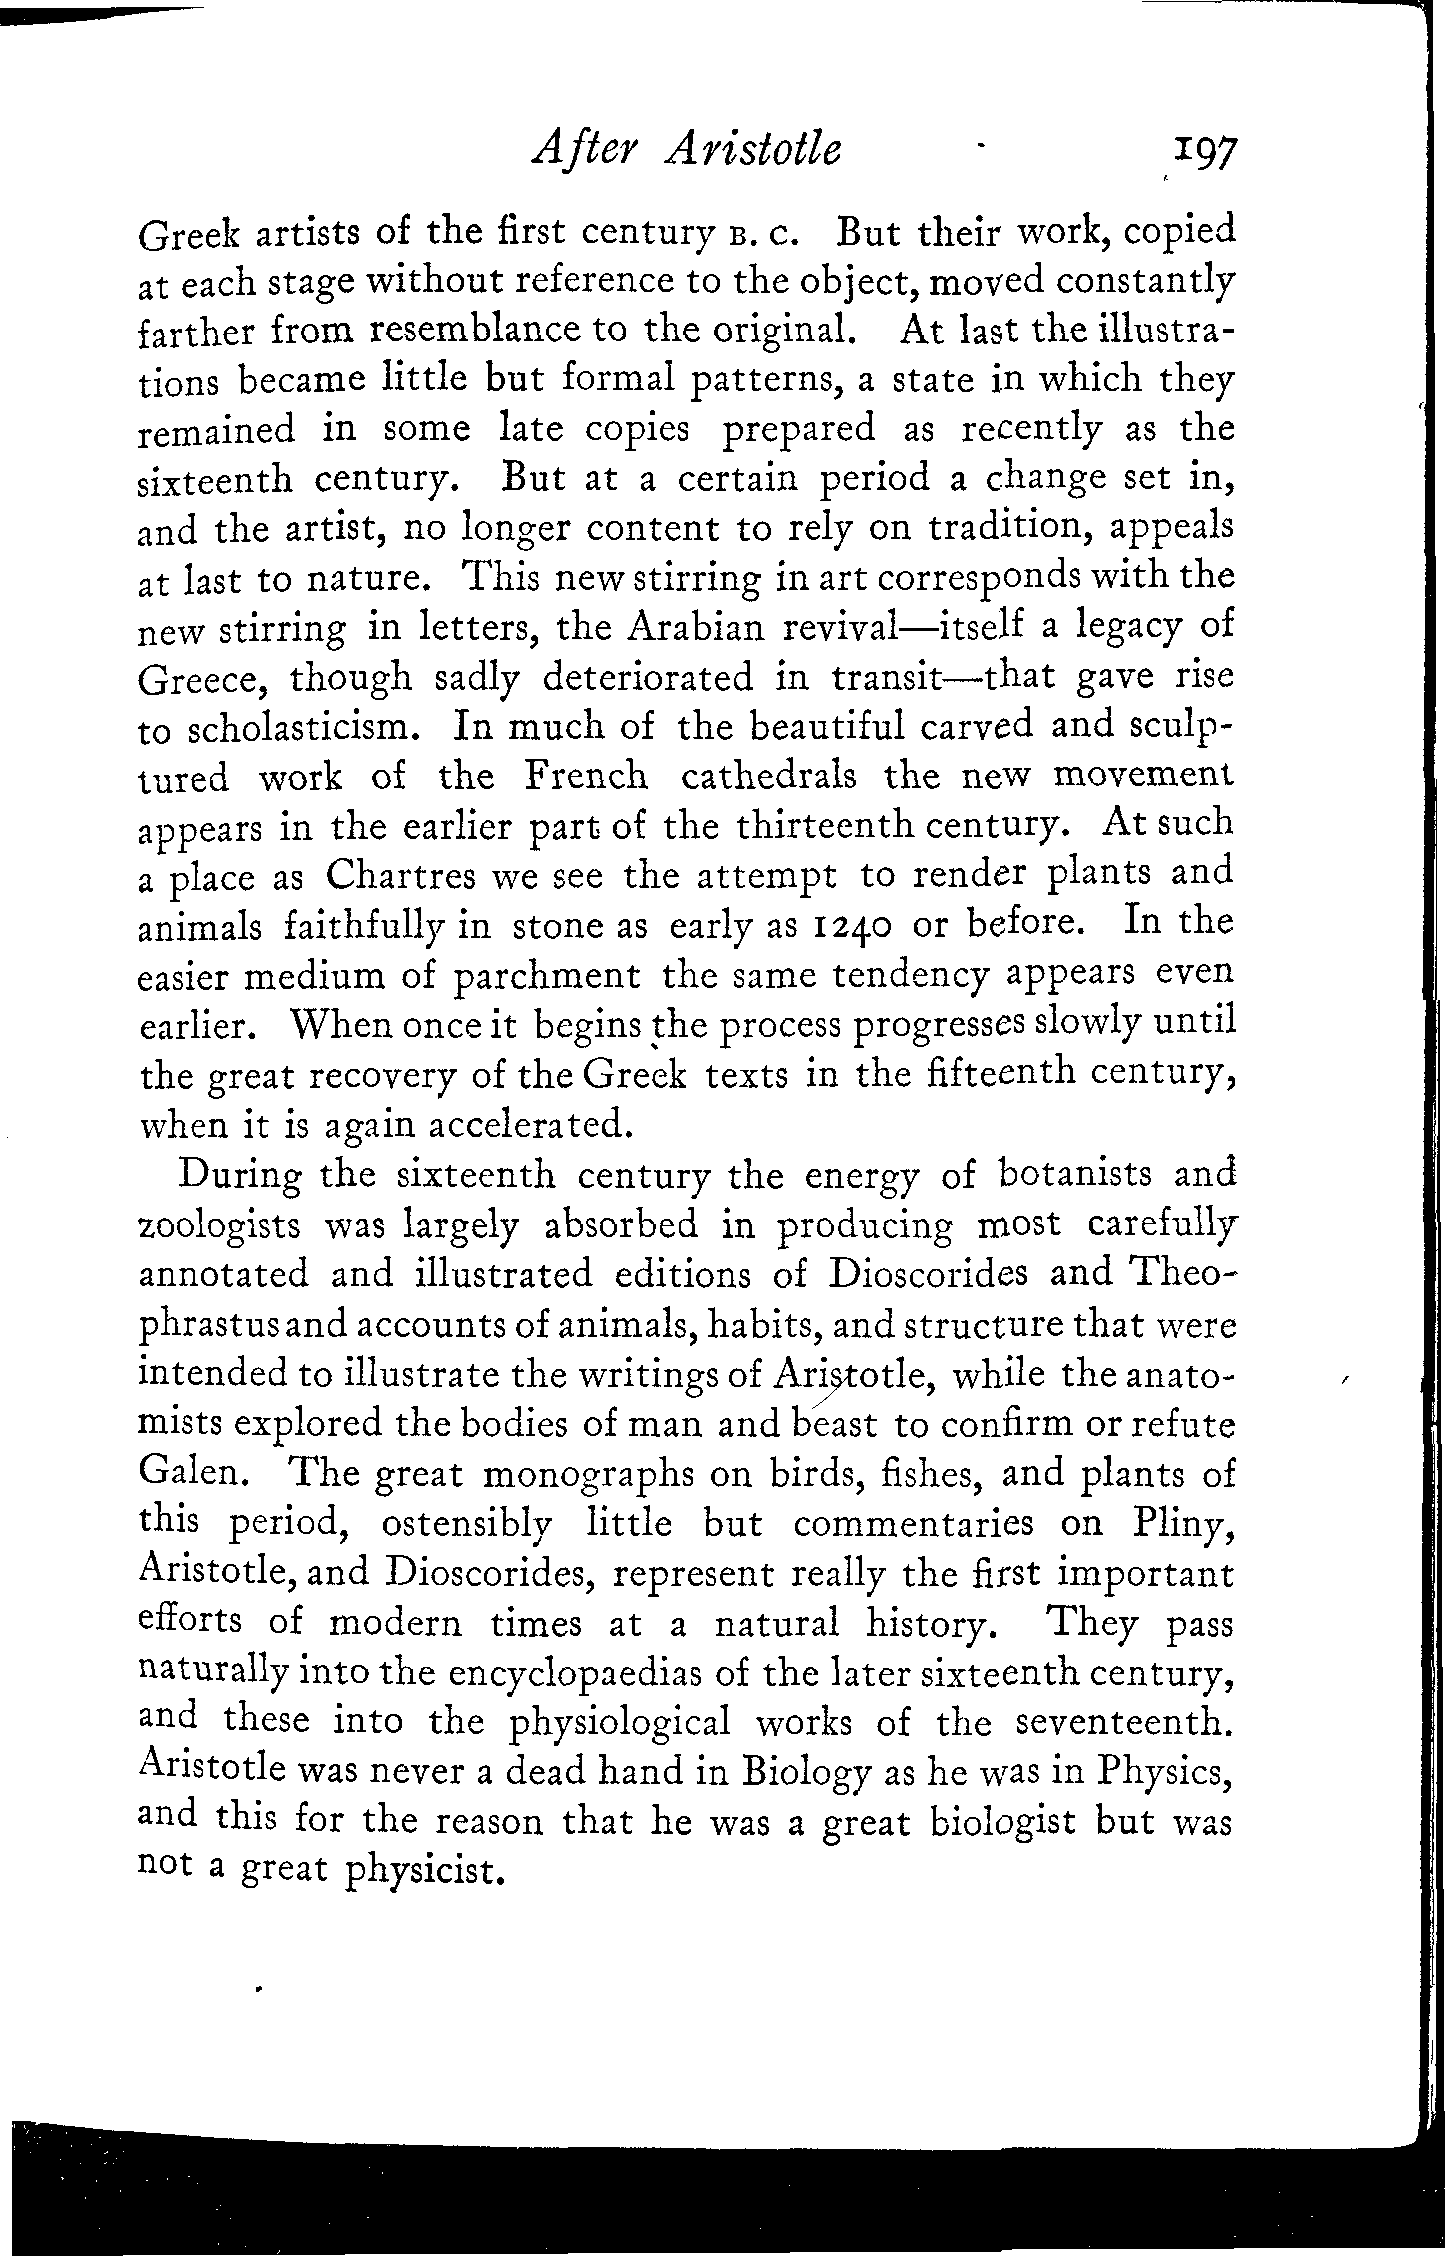 After Aristotle 197
Greek artists of the first century B. C. But their work, copied
at each stage without reference to the object, moved constantly
farther from resemblance to the original. At last the illustra-
tions became little but formal patterns, a state in which they
remained in some late copies prepared as recently as the
sixteenth century. But at a certain period a change set in,
and the artist, no longer content to rely on tradition, appeals
at last to nature. This new stirring in art corresponds with the
new stirring in letters, the Arabian revival—itself a legacy of
Greece, though sadly deteriorated in transit—that gave rise
to scholasticism. In much of the beautiful carved and sculp-
tured work of the French cathedrals the new movement
appears in the earlier part of the thirteenth century. At such
a place as Chartres we see the attempt to render plants and
animals faithfully in stone as early as 1240 or before. In the
easier medium of parchment the same tendency appears even
earlier. When once it begins the process progresses slowly until
the great recovery of the Greek texts in the fifteenth century,
when it is again accelerated.
During the sixteenth century the energy of botanists and
zoologists was largely absorbed in producing most carefully
annotated and illustrated editions of Dioscorides and Theo-
phrastus and accounts of animals, habits, and structure that were
intended to illustrate the writings of Aristotle, while the anato-
mists explored the bodies of man and beast to confirm or refute
Galen. The great monographs on birds, fishes, and plants of
this period, ostensibly little but commentaries on Pliny,
Aristotle, and Dioscorides, represent really the first important
efforts of modern times at a natural history. They pass
naturally into the encyclopaedias of the later sixteenth century,
and these into the physiological works of the seventeenth.
Aristotle was never a dead hand in Biology as he was in Physics,
and this for the reason that he was a great biologist but was
not a great physicist.